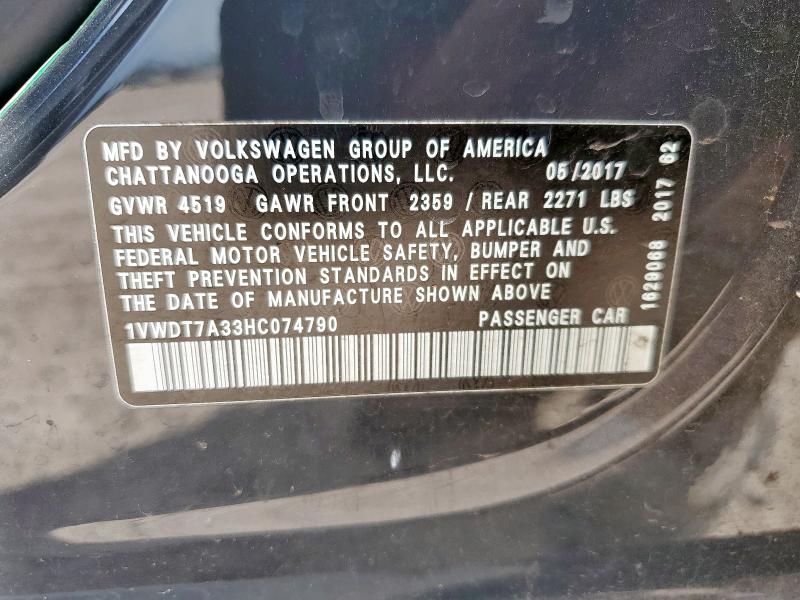 MFD BY VOLKSWAGEN GROUP OF AMERICA
CHATTANOOGA OPERATIONS, LLC. 05/2017
GVWR 4519 GAWR FRONT 2359 / REAR 2271 LBS
THIS VEHICLE CONFORMS TO ALL APPLICABLE U.S.
FEDERAL MOTOR VEHICLE SAFETY, BUMPER AND
THEFT PREVENTION STANDARDS IN EFFECT ON
THE DATE OF MANUFACTURE SHOWN ABOVE
1VWDT7A33HC074790 PASSENGER CAR
1629068 2017 62